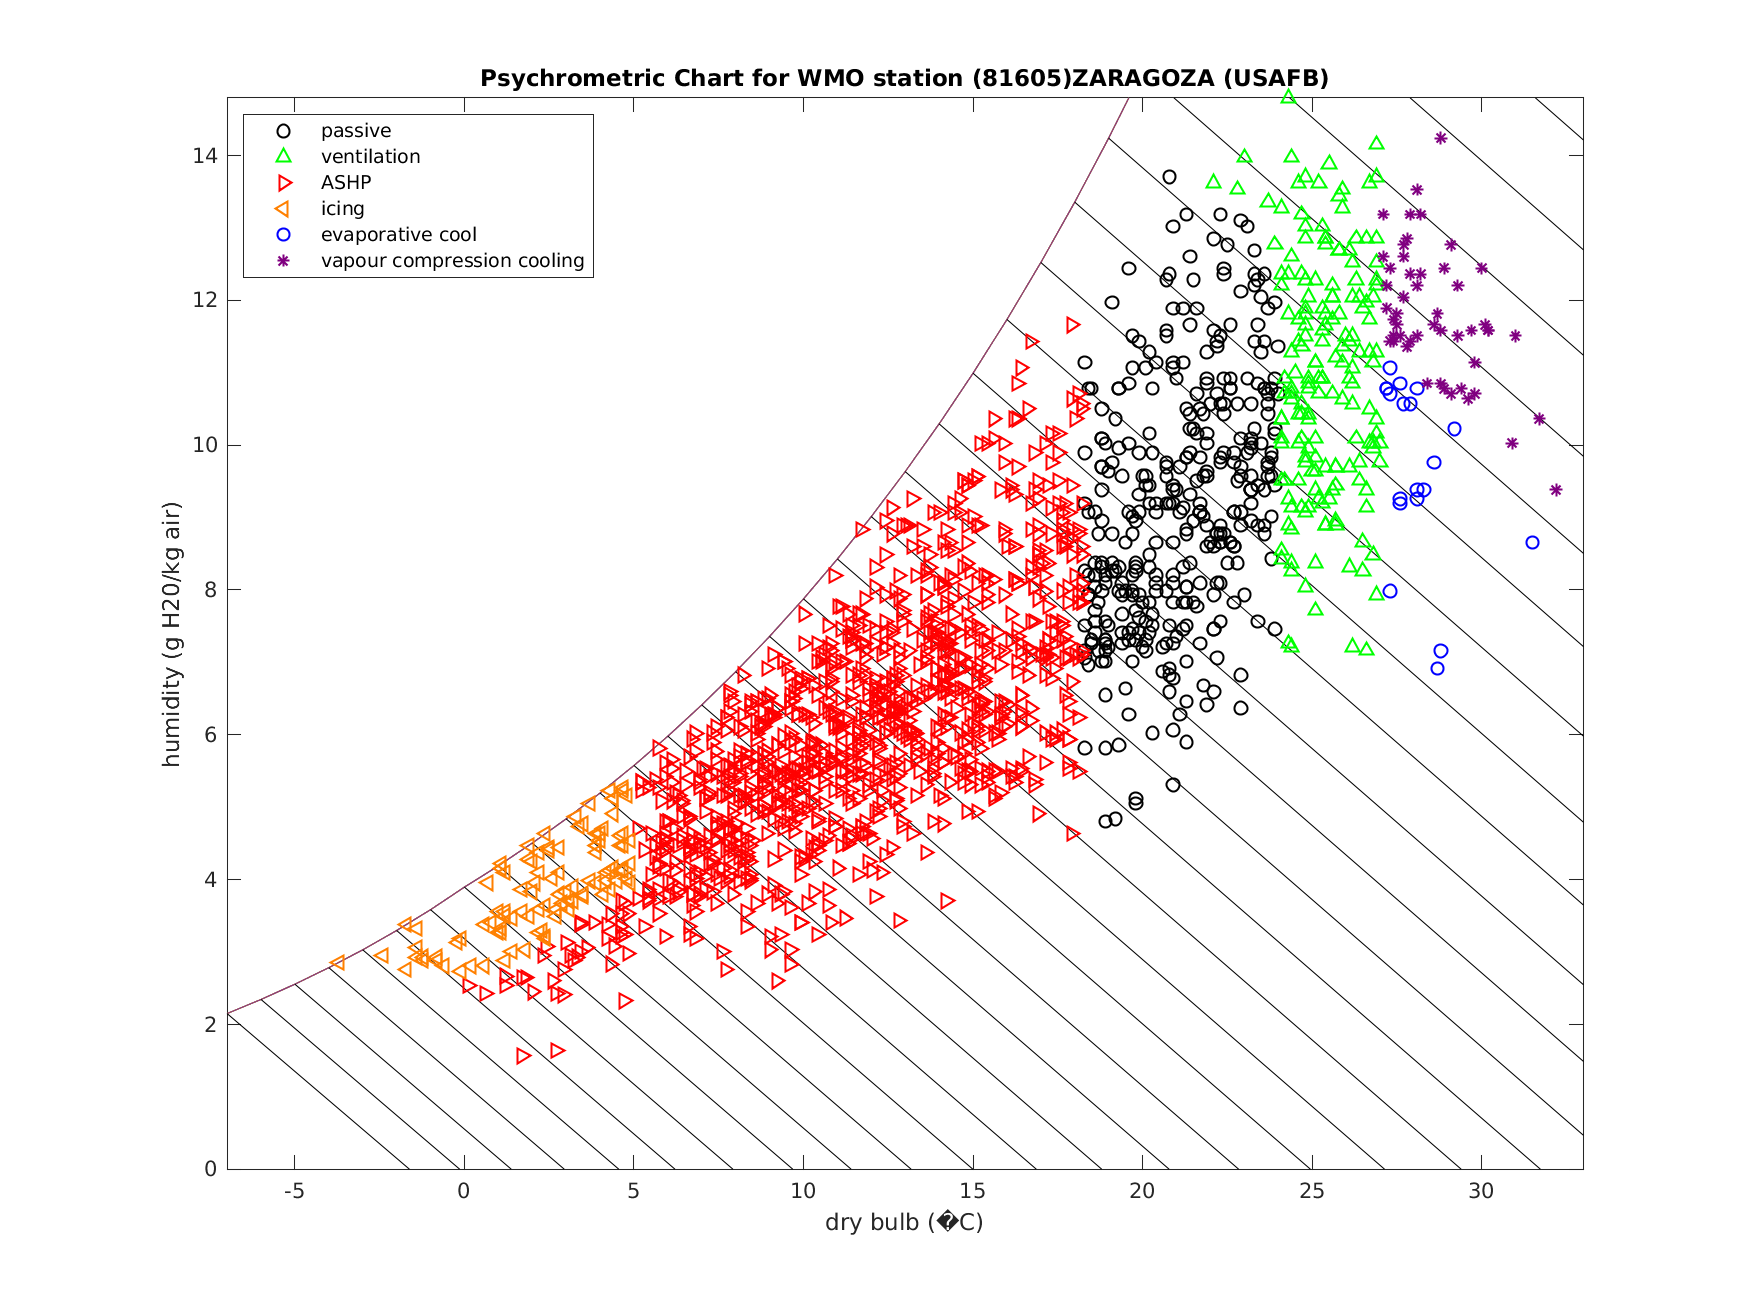 Psychrometric Chart for WMO station (81605)ZARAGOZA (USAFB)
passive
ventilation
ASHP
icing
evaporative cool
vapour compression cooling
14
12
10
8
6
4
2
0
humidity (g H20/kg air)
-5 0 5 10 15 20 25 30
dry bulb (�C)